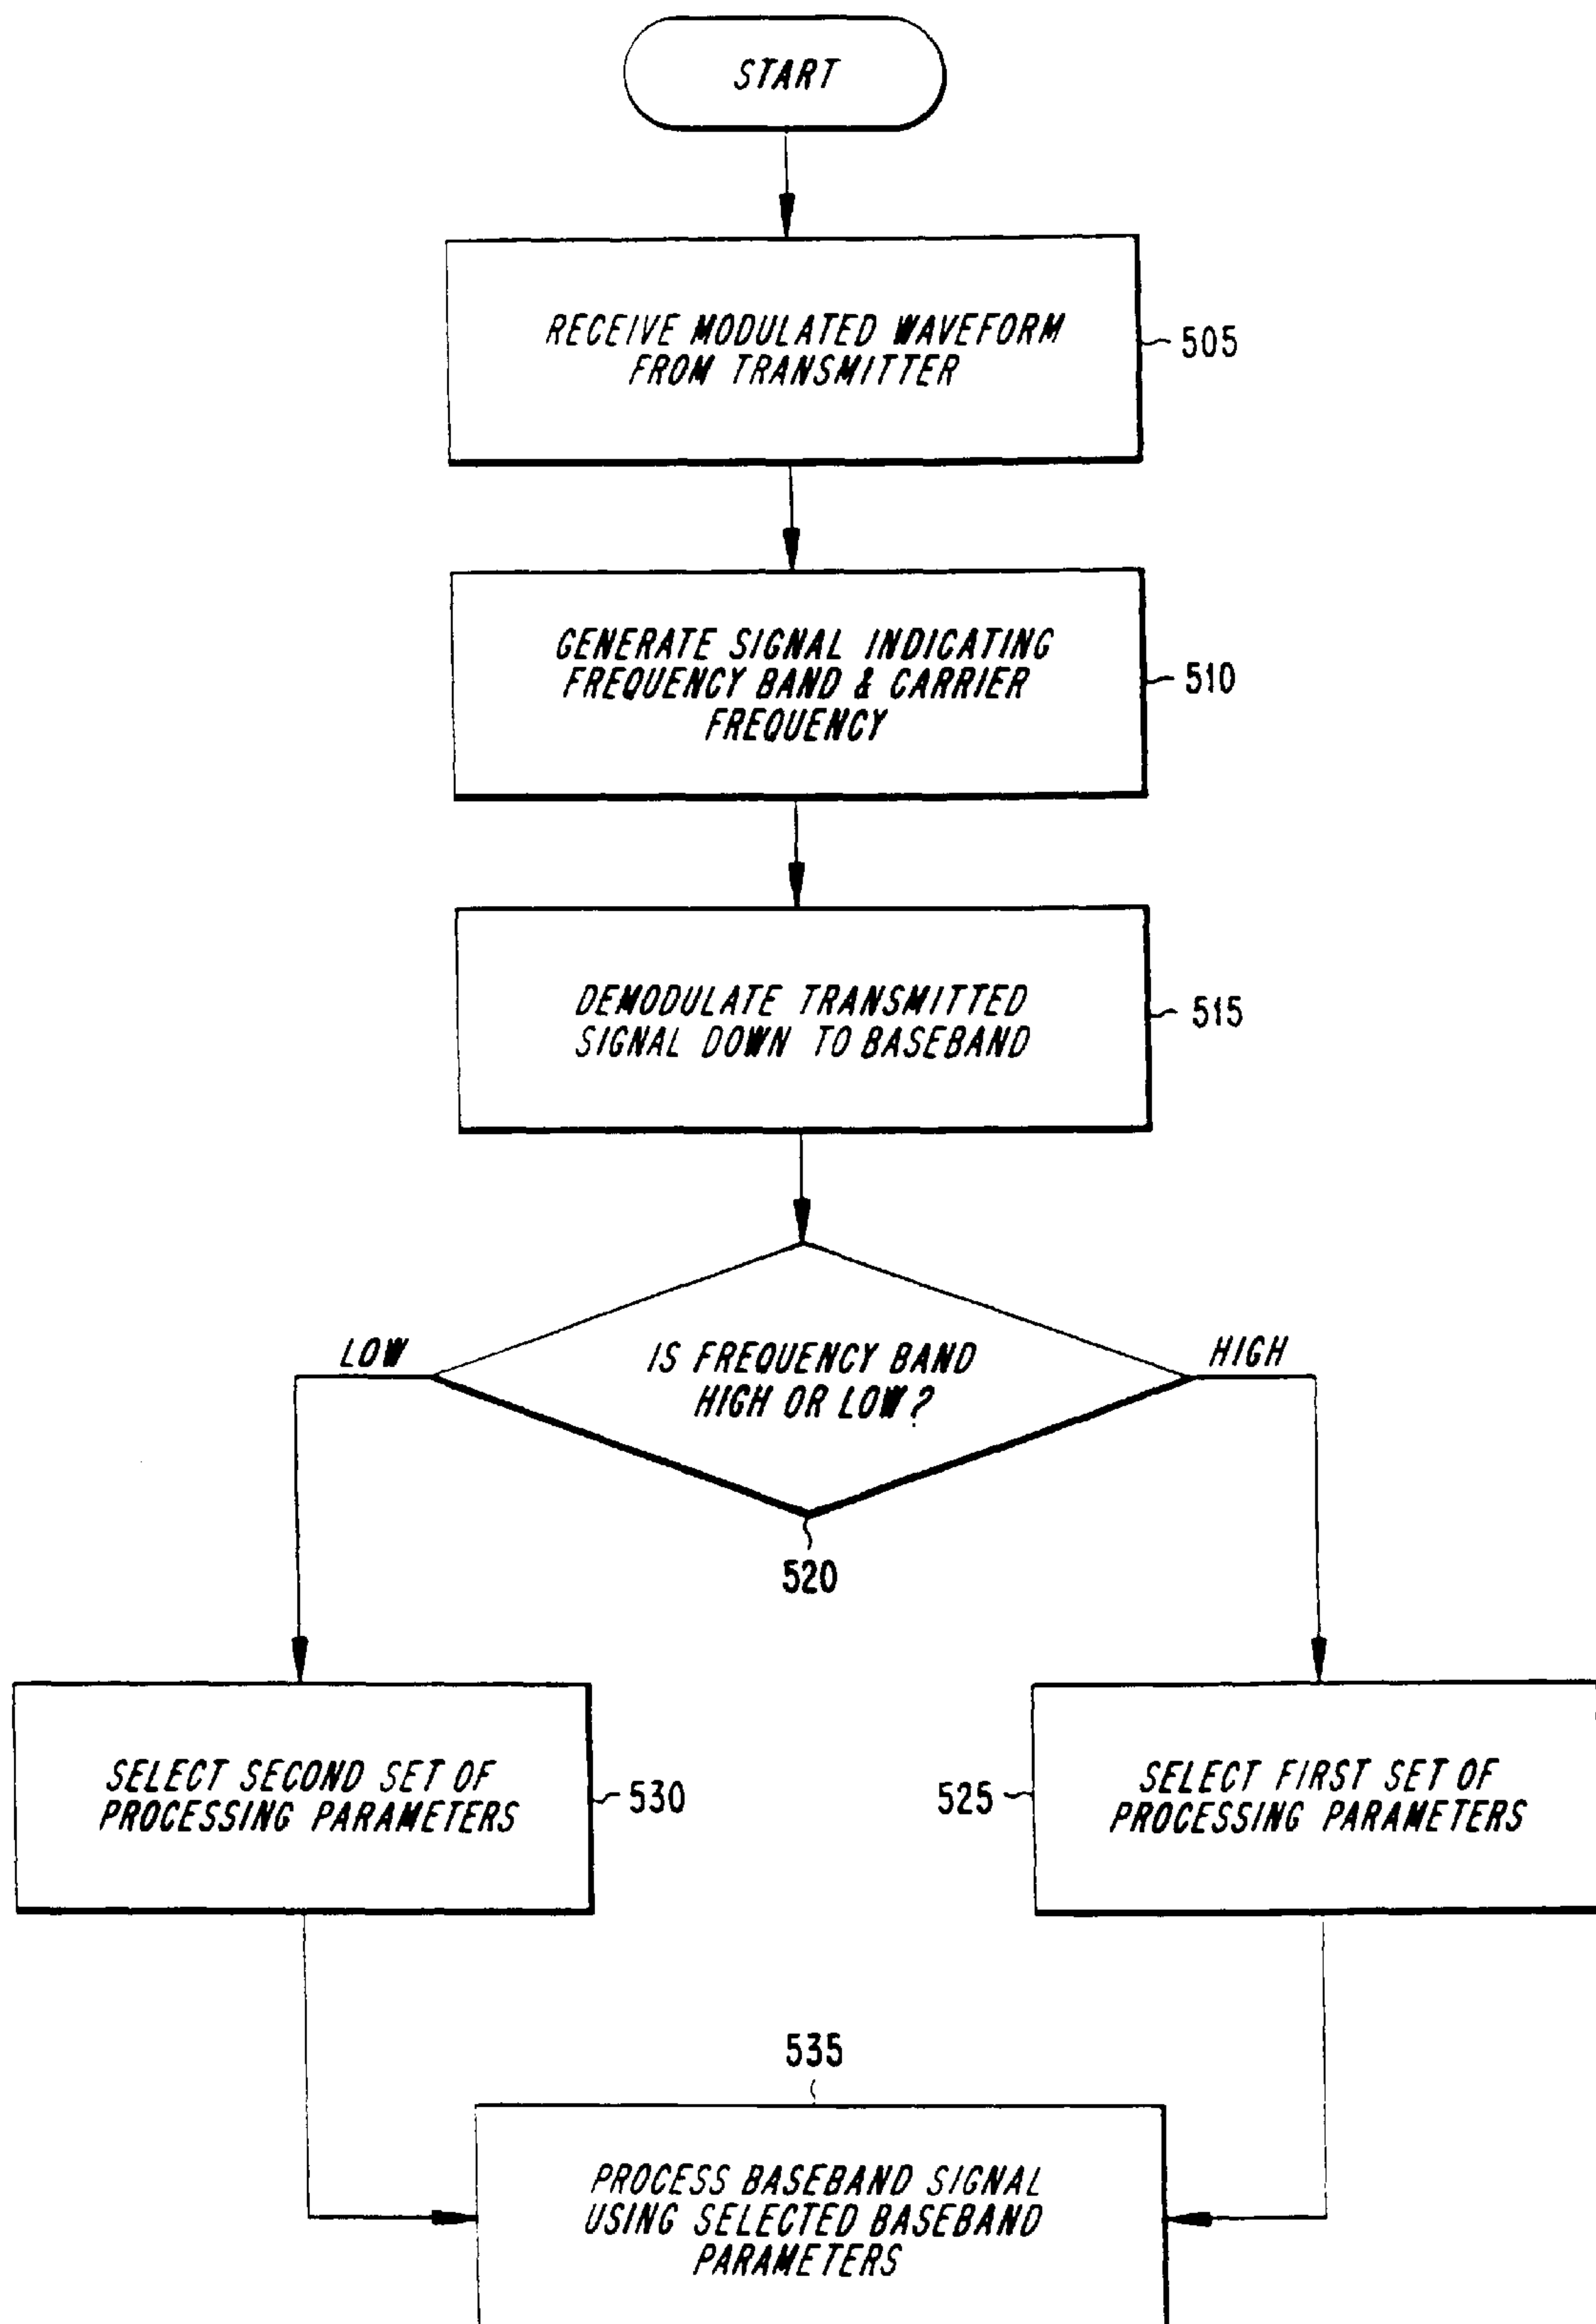 START
RECEIVE MODULATED WAVEFORM
FROM TRANSMITTER
505
GENERATE SIGNAL INDICATING
FREQUENCY BAND & CARRIER
FREQUENCY
510
DEMODULATE TRANSMITTED
SIGNAL DOWN TO BASEBAND
515
LOW
IS FREQUENCY BAND
HIGH OR LOW?
HIGH
520
SELECT SECOND SET OF
PROCESSING PARAMETERS
530
525
SELECT FIRST SET OF
PROCESSING PARAMETERS
535
PROCESS BASEBAND SIGNAL
USING SELECTED BASEBAND
PARAMETERS